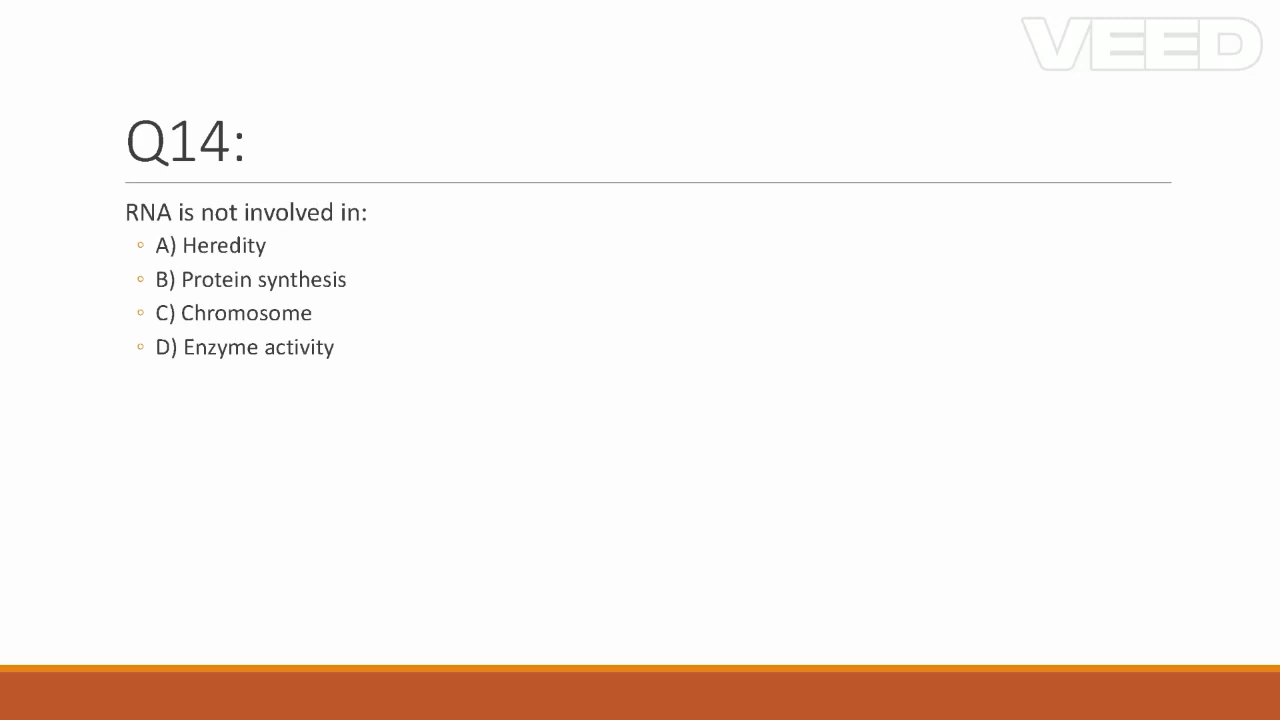 VEED
Q14:
RNA is not involved in:
◦ A) Heredity
◦ B) Protein synthesis
◦ C) Chromosome
◦ D) Enzyme activity